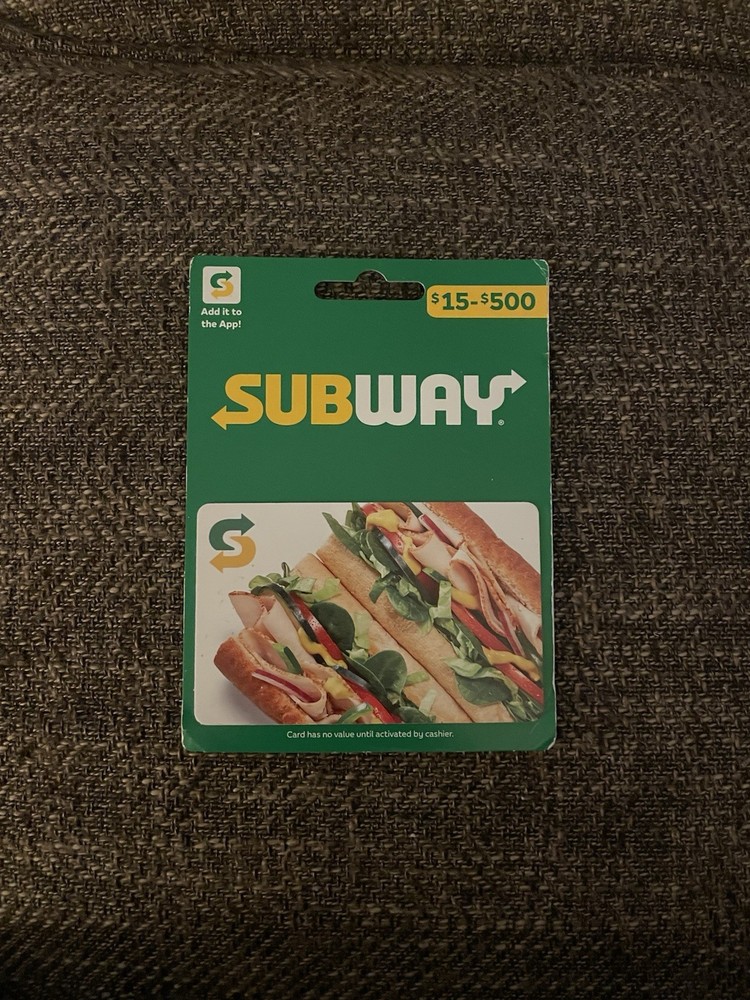 Add it to
the App!
$15-$500
SUBWAY®
Card has no value until activated by cashier.